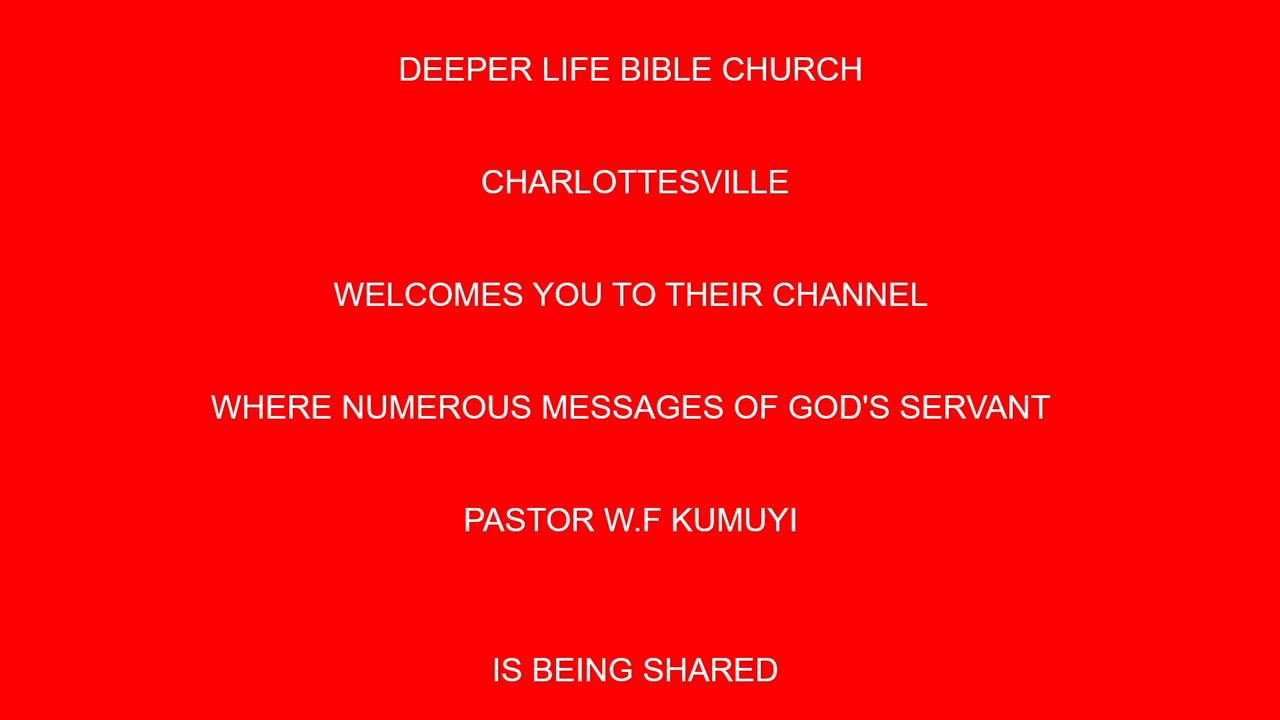 DEEPER LIFE BIBLE CHURCH
CHARLOTTESVILLE
WELCOMES YOU TO THEIR CHANNEL
WHERE NUMEROUS MESSAGES OF GOD'S SERVANT
PASTOR W.F KUMUYI
IS BEING SHARED